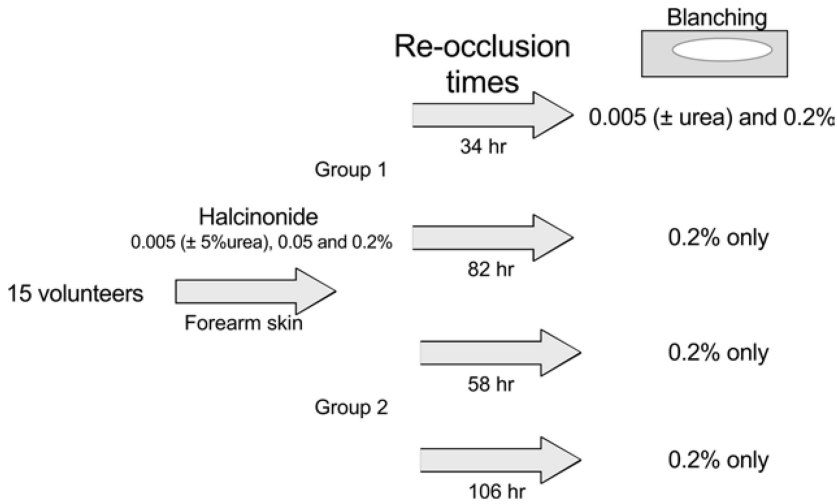 Blanching
Re-occlusion
times
0.005 (± urea) and 0.2%
34 hr
Group 1
Halcinonide
0.005 (± 5%urea), 0.05 and 0.2%
0.2% only
82 hr
15 volunteers
Forearm skin
0.2% only
58 hr
Group 2
0.2% only
106 hr